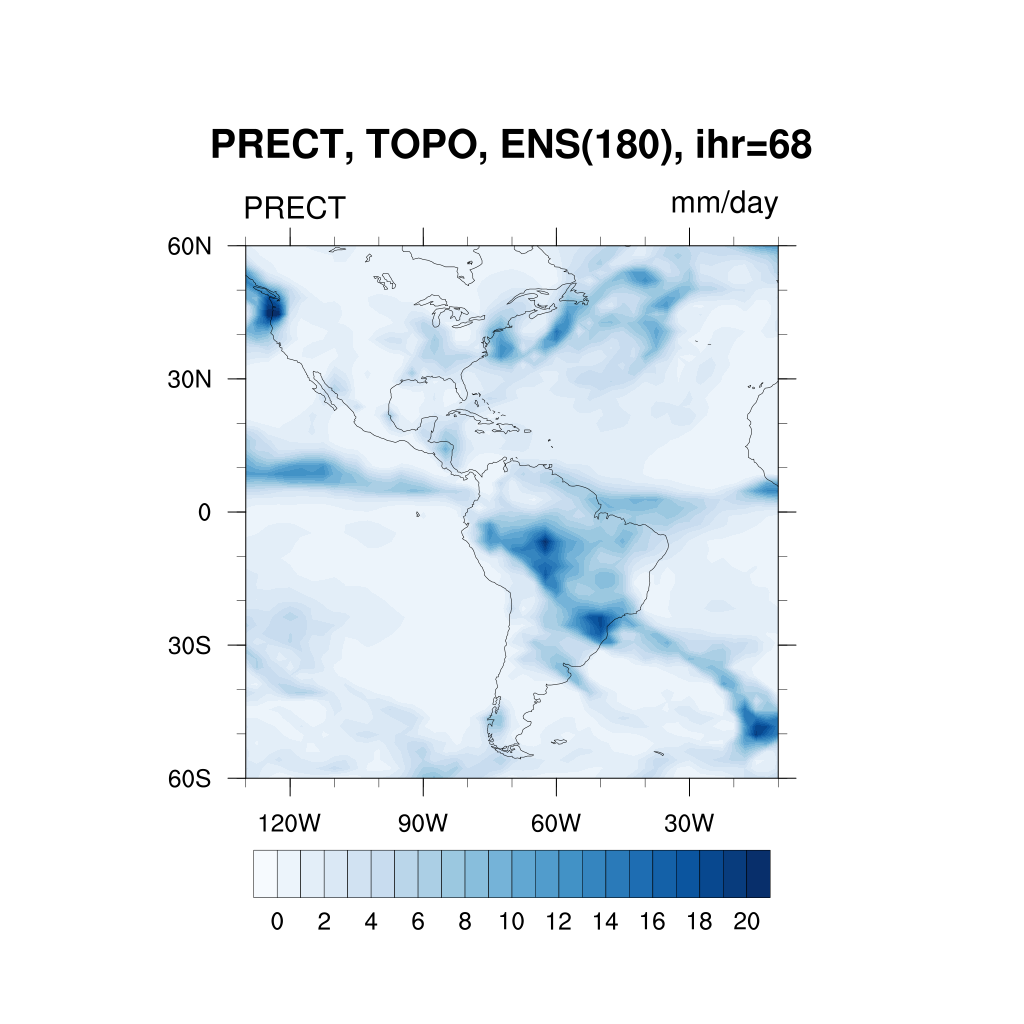 PRECT, TOPO, ENS(180), ihr=68
PRECT mm/day
60N
30N
0
30S
60S
120W 90W 60W 30W
0 2 4 6 8 10 12 14 16 18 20